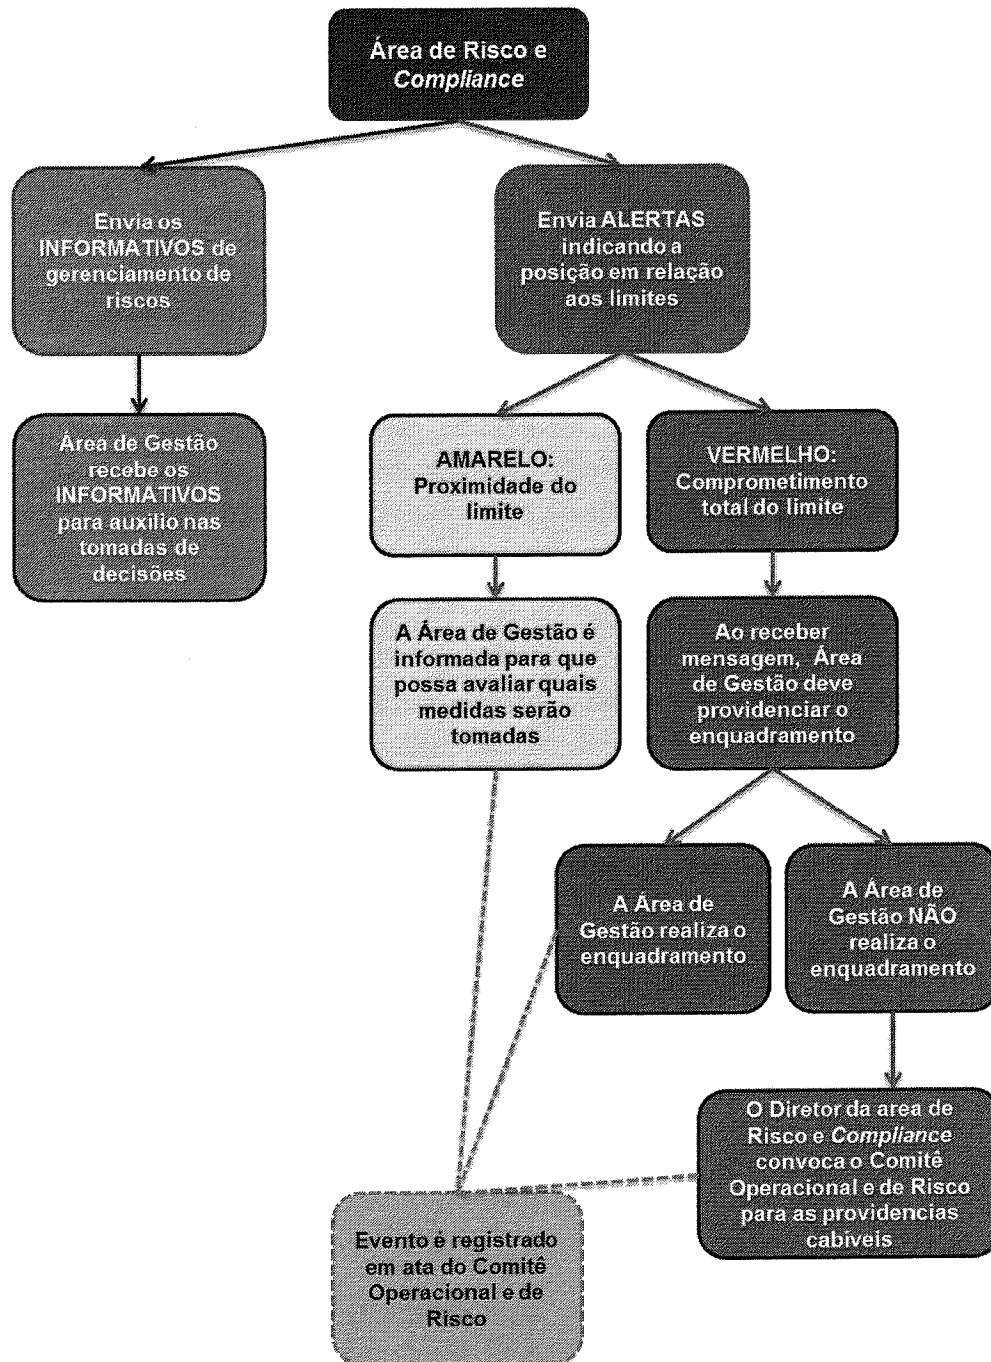 Área de Risco e
Compliance
Envia os
INFORMATIVOS de
gerenciamento de
riscos
Envia ALERTAS
indicando a
posição em relação
aos limites
Área de Gestão
recebe os
INFORMATIVOS
para auxilio nas
tomadas de
decisões
AMARELO:
Proximidade do
limite
VERMELHO:
Comprometimento
total do limite
A Área de Gestão é
informada para que
possa avaliar quais
medidas serão
tomadas
Ao receber
mensagem, Área
de Gestão deve
providenciar o
enquadramento
A Área de
Gestão realiza o
enquadramento
A Área de
Gestão NÃO
realiza o
enquadramento
O Diretor da area de
Risco e Compliance
convoca o Comitê
Operacional e de Risco
para as providencias
cabíveis
Evento é registrado
em ata do Comitê
Operacional e de
Risco